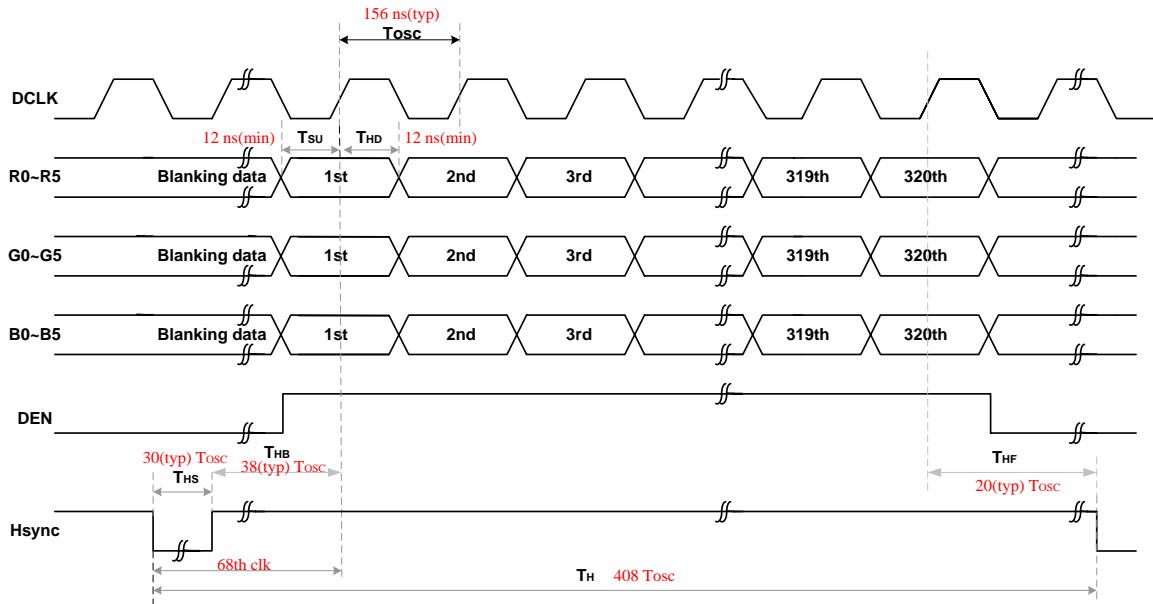 156 ns(typ)
Tosc
DCLK
12 ns(min) TSU THD 12 ns(min)
R0~R5 Blanking data 1st 2nd 3rd 319th 320th
G0~G5 Blanking data 1st 2nd 3rd 319th 320th
B0~B5 Blanking data 1st 2nd 3rd 319th 320th
DEN
30(typ) Tosc THB THF
THS 38(typ) Tosc 20(typ) Tosc
Hsync
68th clk
TH 408 Tosc